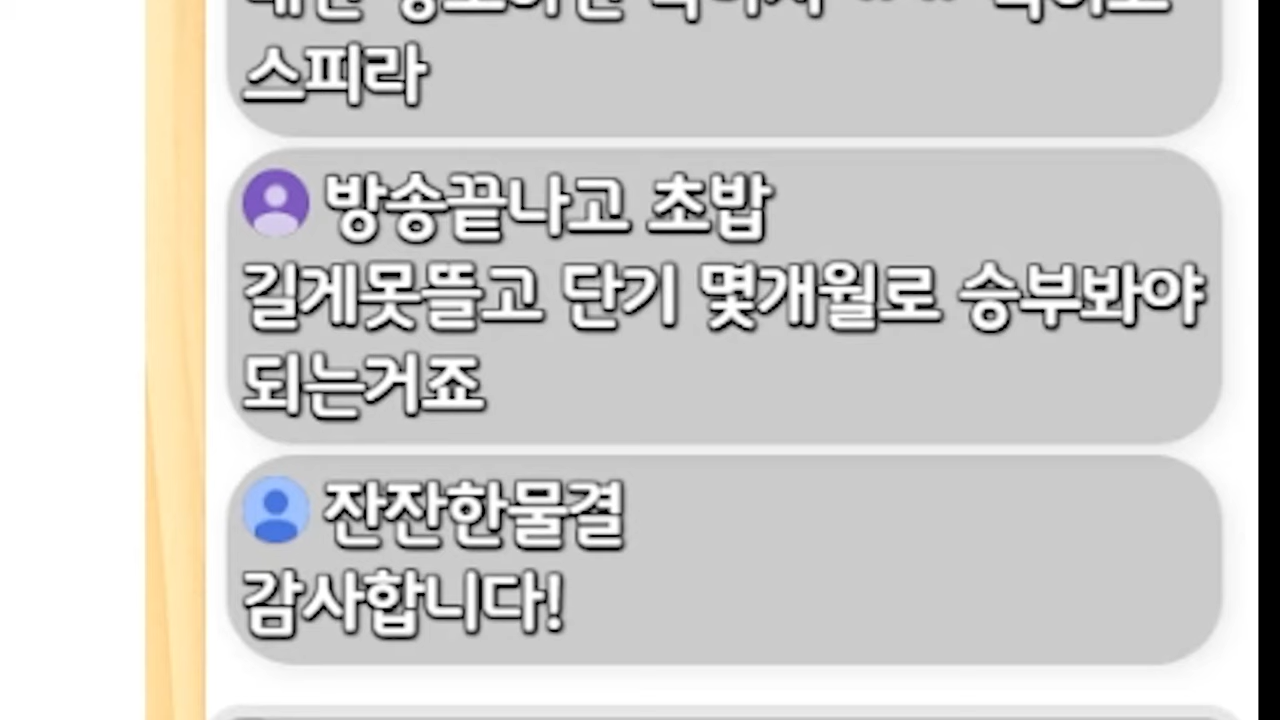 스피라
방송끝나고 초밥
길게못뜰고 단기 몇개월로 승부봐야
되는거죠
잔잔한물결
감사합니다!